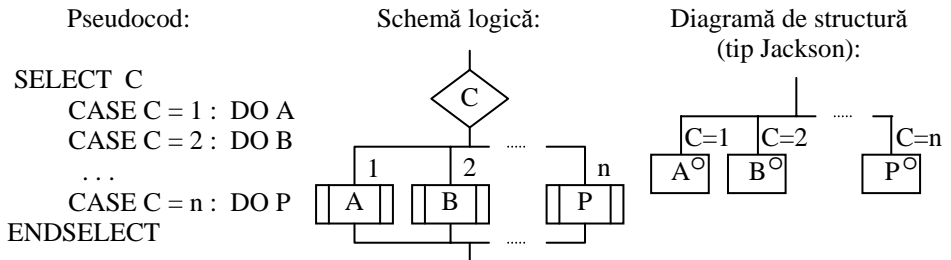 Pseudocod:
SELECT C
CASE C = 1 : DO A
CASE C = 2 : DO B
. . .
CASE C = n : DO P
ENDSELECT
Schemă logică:
C
1 2 ..... n
A B P
.....
Diagramă de structură
(tip Jackson):
.....
C=1 C=2 C=n
A B P